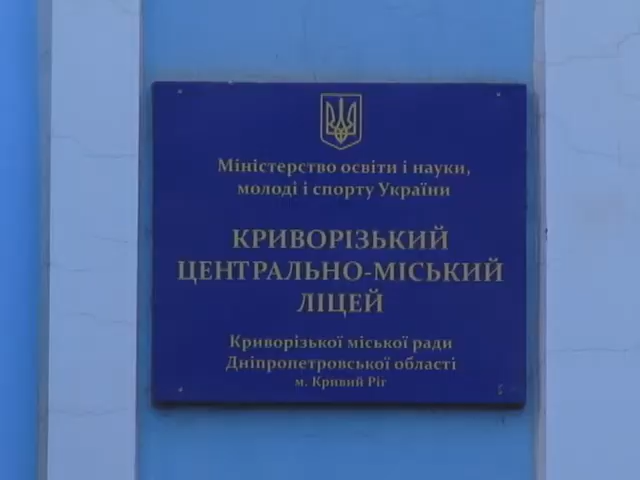 Міністерство освіти і науки,
молоді і спорту України
КРИВОРІЗЬКИЙ
ЦЕНТРАЛЬНО-МІСЬКИЙ
ЛІЦЕЙ
Криворізької міської ради
Дніпропетровської області
м. Кривий Ріг